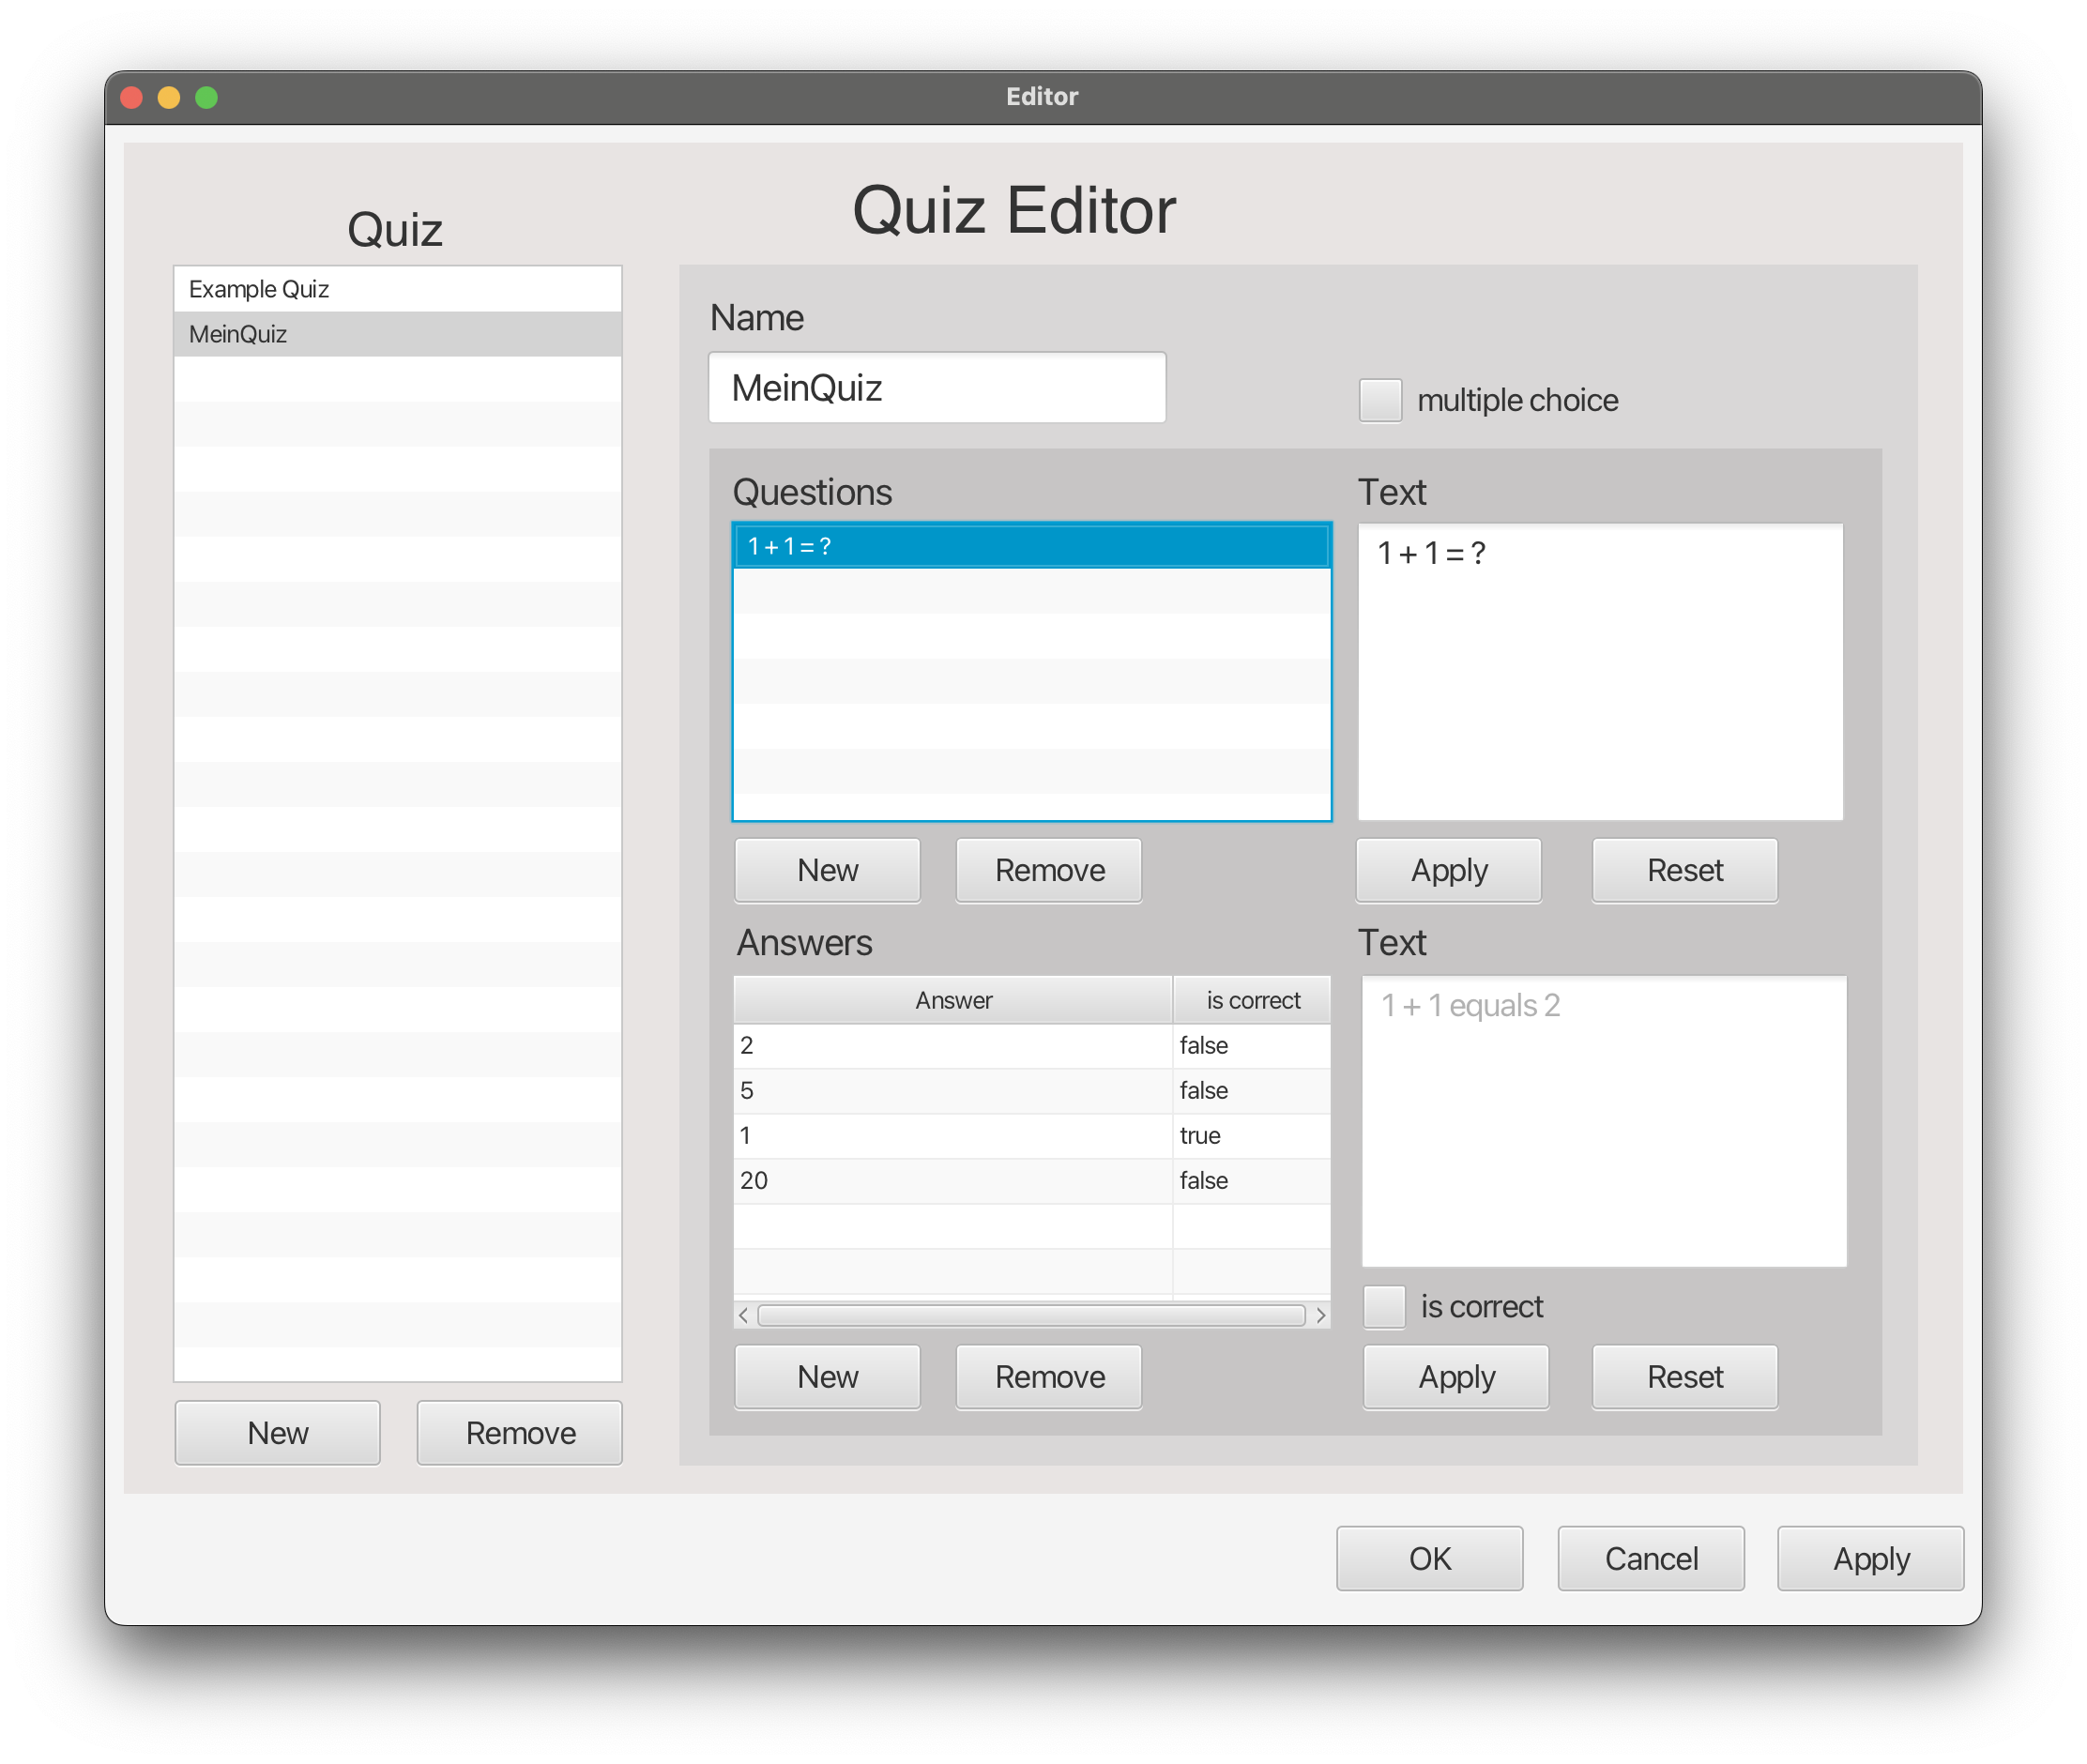 Editor
Quiz
Example Quiz
MeinQuiz
New
Remove
Quiz Editor
Name
MeinQuiz
multiple choice
Questions
1 + 1 = ?
New
Remove
Text
1 + 1 = ?
Apply
Reset
Answers
Answer is correct
2 false
5 false
1 true
20 false
New
Remove
Text
1 + 1 equals 2
is correct
Apply
Reset
OK
Cancel
Apply